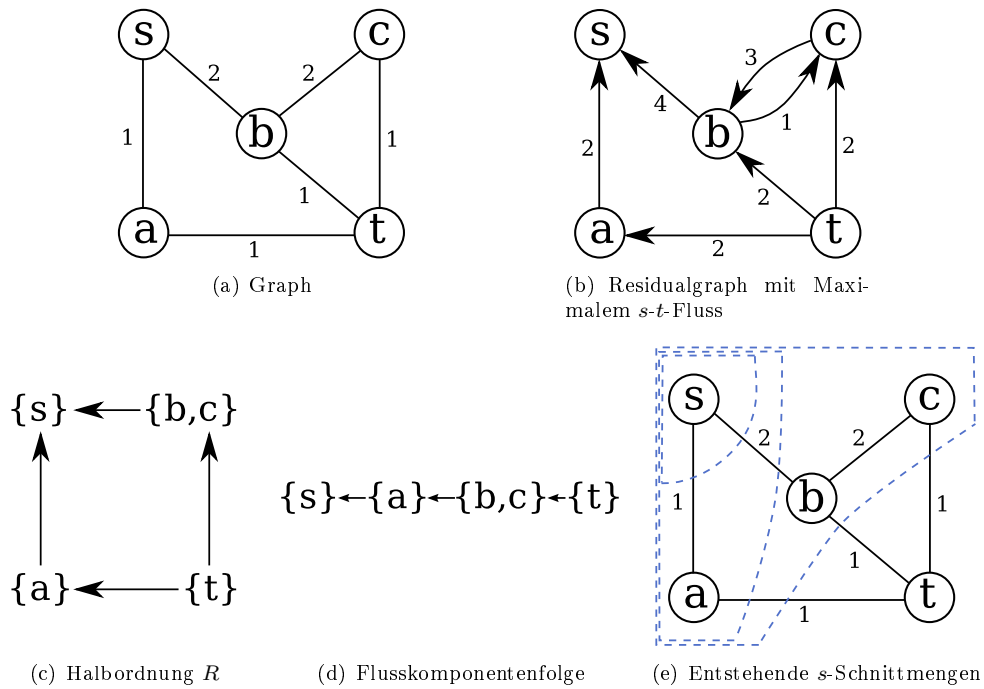 s
c
2
2
b
1
1
1
a
t
1
(a) Graph
s
c
3
4
b
1
2
2
2
a
t
2
(b) Residualgraph mit Maxi-
malem s-t-Fluss
{s}
{b,c}
{a}
{t}
(c) Halbordnung R
{s} {a} {b,c} {t}
(d) Flusskomponentenfolge
s
c
2
2
1
b
1
1
a
t
1
(e) Entstehende s-Schnittmengen